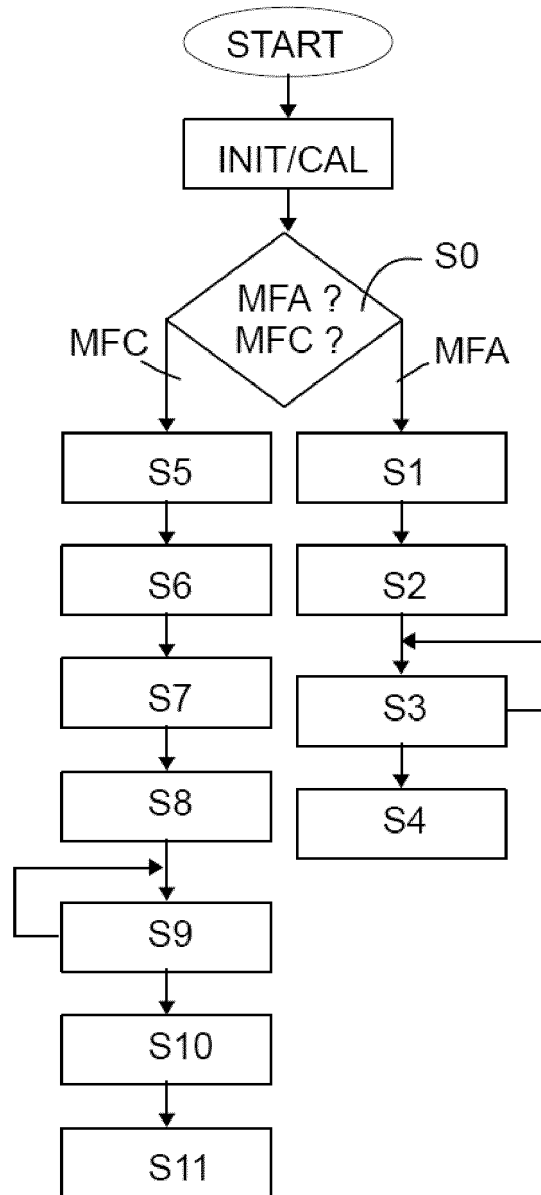 START
INIT/CAL
S0
MFA ?
MFC ?
MFC
MFA
S5
S1
S6
S2
S7
S3
S8
S4
S9
S10
S11